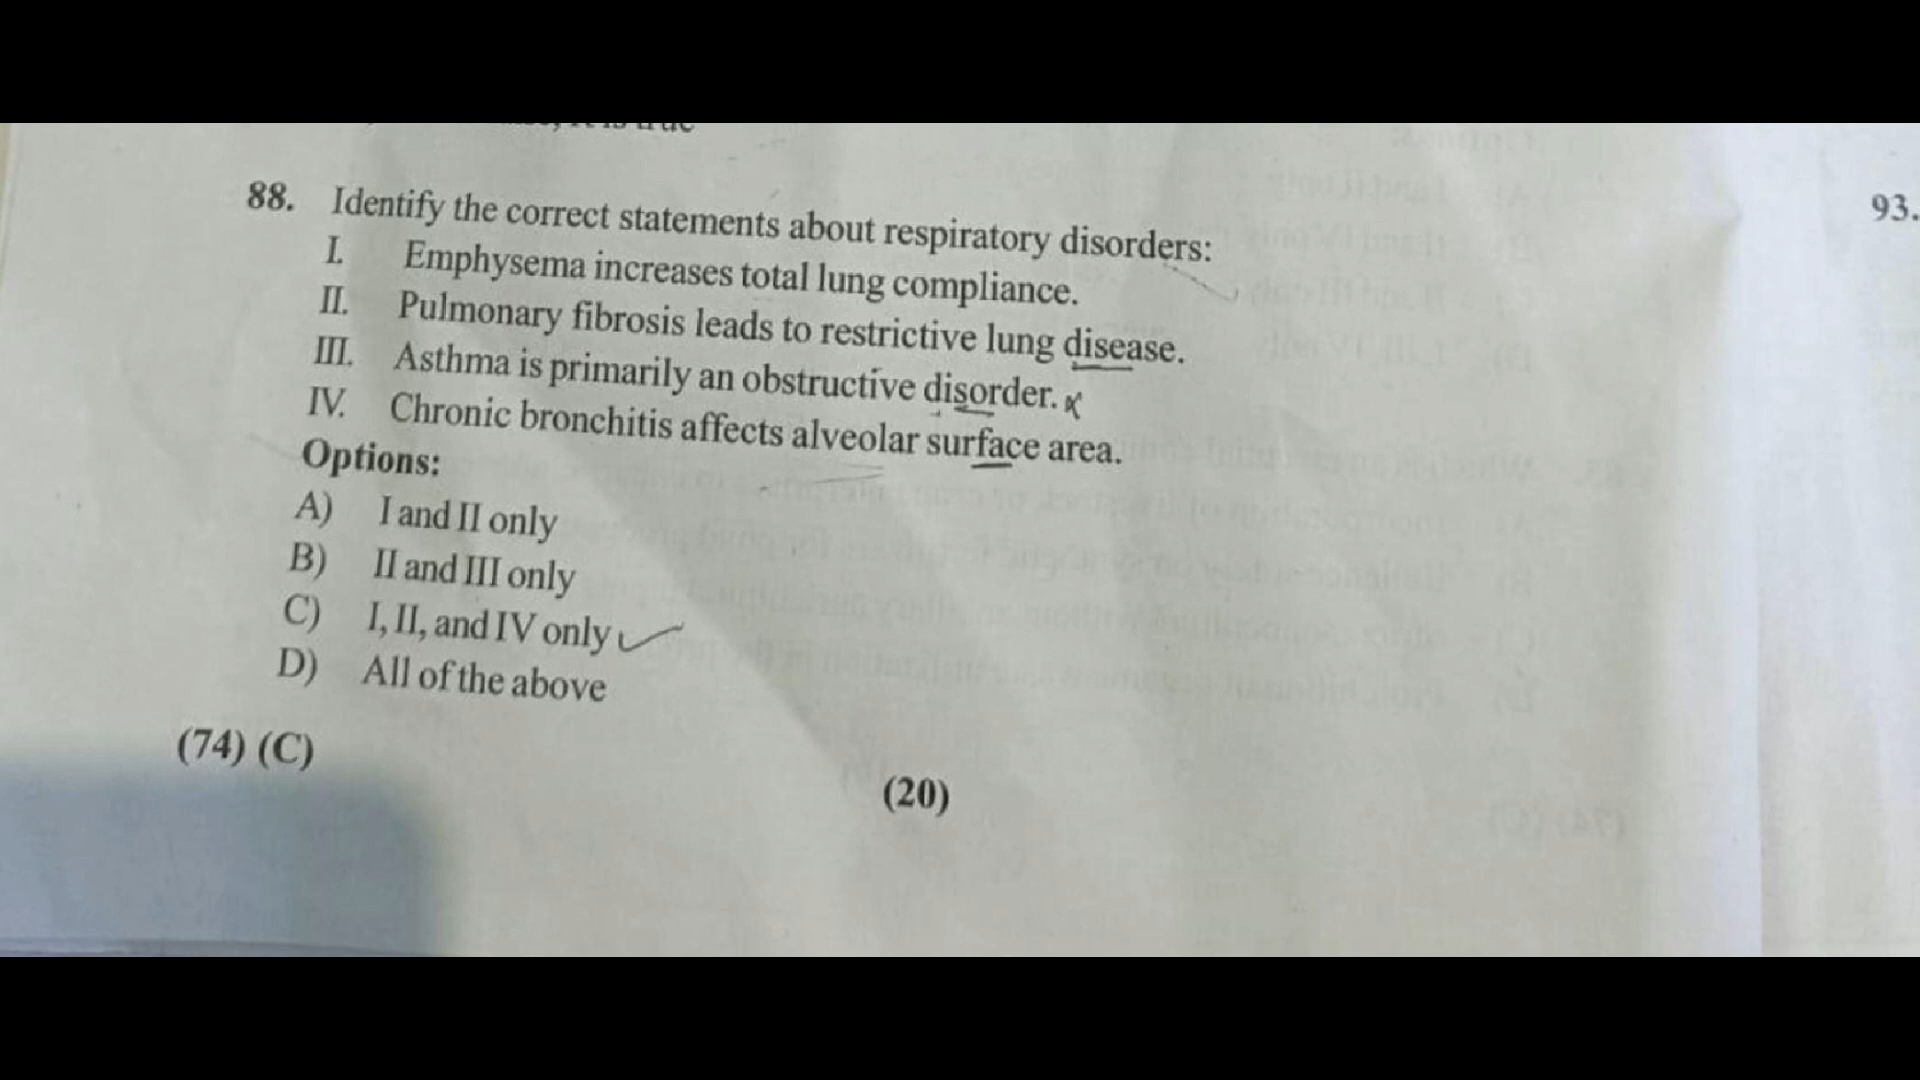 88. Identify the correct statements about respiratory disorders:
I. Emphysema increases total lung compliance.
II. Pulmonary fibrosis leads to restrictive lung disease.
III. Asthma is primarily an obstructive disorder.
IV. Chronic bronchitis affects alveolar surface area.
Options:
A) I and II only
B) II and III only
C) I, II, and IV only
D) All of the above
(74) (C)
(20)
93.